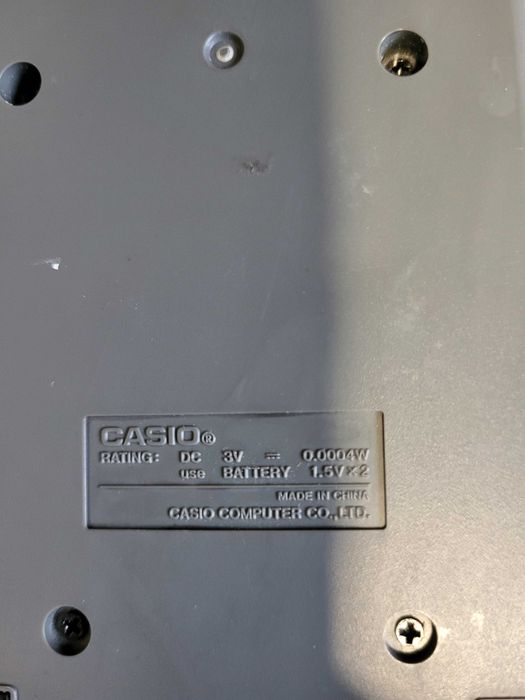 CASIO®
RATING: DC 3V ⎓ 0.0004W
use BATTERY 1.5V×2
MADE IN CHINA
CASIO COMPUTER CO.,LTD.